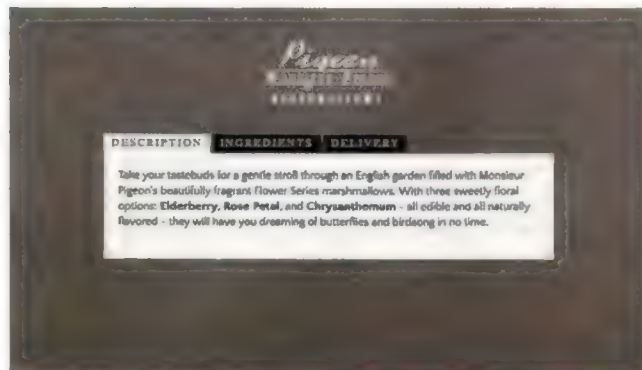 Pigeon
DESCRIPTION INGREDIENTS DELIVERY
Take your tastebuds for a gentle stroll through an English garden filled with Monsieur
Pigeon's beautifully fragrant Flower Series marshmallows. With three sweetly floral
options: Elderberry, Rose Petal, and Chrysanthemum - all edible and all naturally
flavored - they will have you dreaming of butterflies and birdsong in no time.